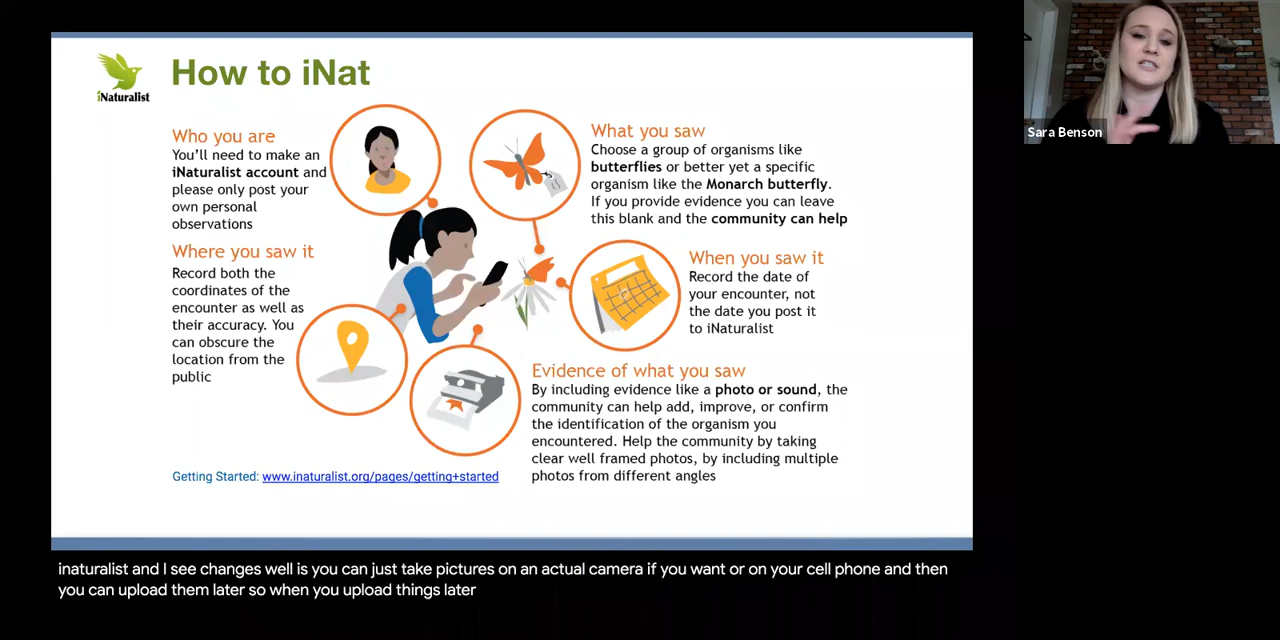 iNaturalist
How to iNat
Who you are
You'll need to make an
iNaturalist account and
please only post your
own personal
observations
Where you saw it
Record both the
coordinates of the
encounter as well as
their accuracy. You
can obscure the
location from the
public
What you saw
Choose a group of organisms like
butterflies or better yet a specific
organism like the Monarch butterfly.
If you provide evidence you can leave
this blank and the community can help
When you saw it
Record the date of
your encounter, not
the date you post it
to iNaturalist
Evidence of what you saw
By including evidence like a photo or sound, the
community can help add, improve, or confirm
the identification of the organism you
encountered. Help the community by taking
clear well framed photos, by including multiple
photos from different angles
Getting Started: www.inaturalist.org/pages/getting+started
Sara Benson
inaturalist and I see changes well is you can just take pictures on an actual camera if you want or on your cell phone and then
you can upload them later so when you upload things later